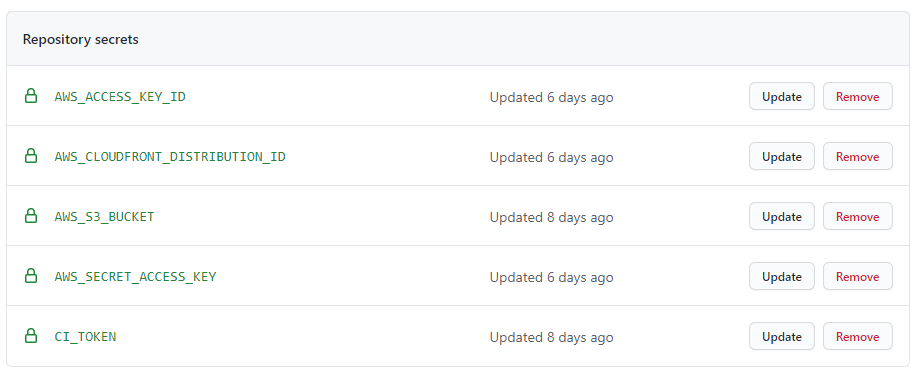 Repository secrets
AWS_ACCESS_KEY_ID Updated 6 days ago Update Remove
AWS_CLOUDFRONT_DISTRIBUTION_ID Updated 6 days ago Update Remove
AWS_S3_BUCKET Updated 8 days ago Update Remove
AWS_SECRET_ACCESS_KEY Updated 6 days ago Update Remove
CI_TOKEN Updated 8 days ago Update Remove